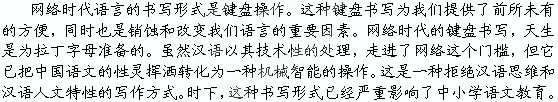 网络时代语言的书写形式是键盘操作。这种键盘书写为我们提供了前所未有
的方便，同时也是销蚀和改变我们语言的重要因素。网络时代的键盘书写，天生
是为拉丁字母准备的。虽然汉语以其技术性的处理，走进了网络这个门槛，但它
已把中国语文的性灵挥洒转化为一种机械智能的操作。这是一种拒绝汉语思维和
汉语人文特性的写作方式。时下，这种书写形式已经严重影响了中小学语文教育。